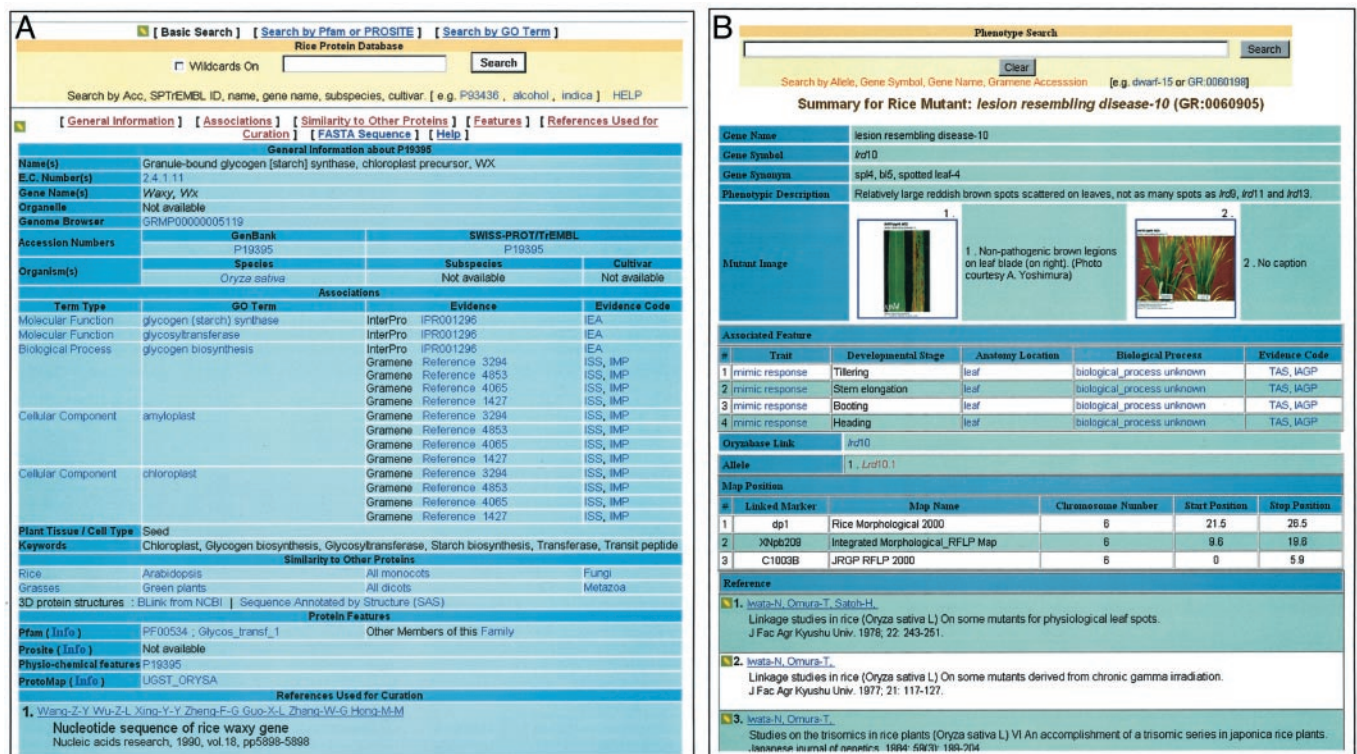 A
[ Basic Search ] [ Search by Pfam or PROSITE ] [ Search by GO Term ]
Rice Protein Database
Wildcards On Search
Search by Acc, SPTrEMBL ID, name, gene name, subspecies, cultivar. [ e.g. P93436 , alcohol , indica ] HELP
[ General Information ] [ Associations ] [ Similarity to Other Proteins ] [ Features ] [ References Used for
Curation ] [ FASTA Sequence ] [ Help ]
General Information about P19395
Name(s) Granule-bound glycogen [starch] synthase, chloroplast precursor, WX
E.C. Number(s) 2.4.1.11
Gene Name(s) Waxy, Wx
Organelle Not available
Genome Browser GRMP00000005119
Accession Numbers GenBank SWISS-PROT/TrEMBL
P19395 P19395
Organism(s) Species Subspecies Cultivar
Oryza sativa Not available Not available
Associations
Term Type GO Term Evidence Evidence Code
Molecular Function glycogen (starch) synthase InterPro IPR001296 IEA
Molecular Function glycosyltransferase InterPro IPR001296 IEA
Biological Process glycogen biosynthesis InterPro IPR001296 IEA
Gramene Reference 3294 ISS, IMP
Gramene Reference 4853 ISS, IMP
Gramene Reference 4065 ISS, IMP
Gramene Reference 1427 ISS, IMP
Cellular Component amyloplast Gramene Reference 3294 ISS, IMP
Gramene Reference 4853 ISS, IMP
Gramene Reference 4065 ISS, IMP
Gramene Reference 1427 ISS, IMP
Cellular Component chloroplast Gramene Reference 3294 ISS, IMP
Gramene Reference 4853 ISS, IMP
Gramene Reference 4065 ISS, IMP
Gramene Reference 1427 ISS, IMP
Plant Tissue / Cell Type Seed
Keywords Chloroplast, Glycogen biosynthesis, Glycosyltransferase, Starch biosynthesis, Transferase, Transit peptide
Similarity to Other Proteins
Rice Arabidopsis All monocots Fungi
Grasses Green plants All dicots Metazoa
3D protein structures : BLink from NCBI | Sequence Annotated by Structure (SAS)
Protein Features
Pfam ( Info ) PF00534 ; Glycos_transf_1 Other Members of this Family
Prosite ( Info ) Not available
Physio-chemical features P19395
ProtoMap ( Info ) UGST_ORYSA
References Used for Curation
1. Wang-Z-Y Wu-Z-L Xing-Y-Y Zheng-F-G Guo-X-L Zhang-W-G Hong-M-M
Nucleotide sequence of rice waxy gene
Nucleic acids research, 1990, vol.18, pp5898-5898
B
Phenotype Search
Search
Clear
Search by Allele, Gene Symbol, Gene Name, Gramene Accesssion [e.g. dwarf-15 or GR:0060198]
Summary for Rice Mutant: lesion resembling disease-10 (GR:0060905)
Gene Name lesion resembling disease-10
Gene Symbol lrd10
Gene Synonym spl4, bl5, spotted leaf-4
Phenotypic Description Relatively large reddish brown spots scattered on leaves, not as many spots as lrd9, lrd11 and lrd13.
Mutant Image
1 .
1 . Non-pathogenic brown legions
on leaf blade (on right). (Photo
courtesy A. Yoshimura)
2 .
2 . No caption
Associated Feature
# Trait Developmental Stage Anatomy Location Biological Process Evidence Code
1 mimic response Tillering leaf biological_process unknown TAS, IAGP
2 mimic response Stem elongation leaf biological_process unknown TAS, IAGP
3 mimic response Booting leaf biological_process unknown TAS, IAGP
4 mimic response Heading leaf biological_process unknown TAS, IAGP
Oryzabase Link lrd10
Allele 1 . Lrd10.1
Map Position
# Linked Marker Map Name Chromosome Number Start Position Stop Position
1 dp1 Rice Morphological 2000 6 21.5 26.5
2 XNpb209 Integrated Morphological_RFLP Map 6 9.6 19.6
3 C1003B JRGP RFLP 2000 6 0 5.9
Reference
1. Iwata-N, Omura-T, Satoh-H,
Linkage studies in rice (Oryza sativa L) On some mutants for physiological leaf spots.
J Fac Agr Kyushu Univ. 1978; 22: 243-251.
2. Iwata-N, Omura-T,
Linkage studies in rice (Oryza sativa L) On some mutants derived from chronic gamma irradiation.
J Fac Agr Kyushu Univ. 1977; 21: 117-127.
3. Iwata-N, Omura-T,
Studies on the trisomics in rice plants (Oryza sativa L) VI An accomplishment of a trisomic series in japonica rice plants.
Japanese journal of genetics. 1984; 59(3): 189-204